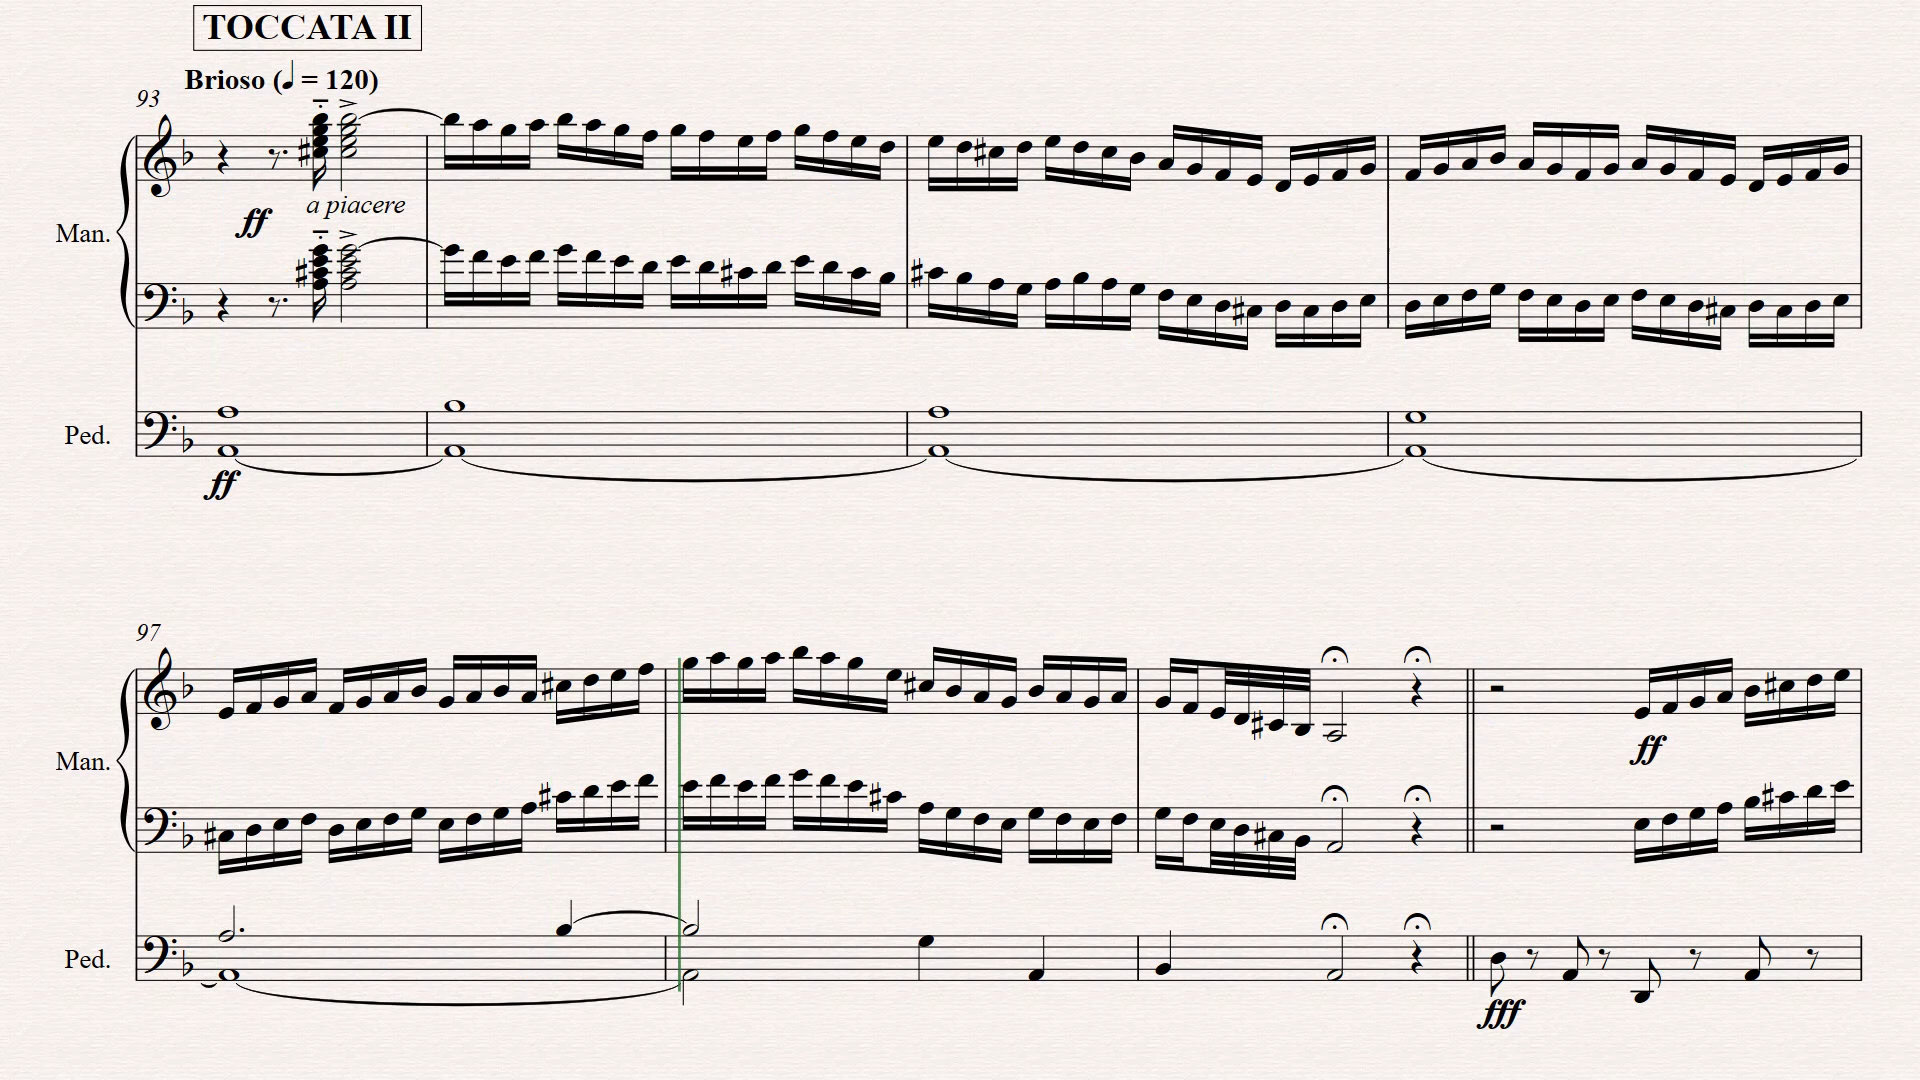 TOCCATA II
Brioso (♩ = 120)
93
Man.
ff
a piacere
Ped.
ff
97
Man.
ff
Ped.
fff